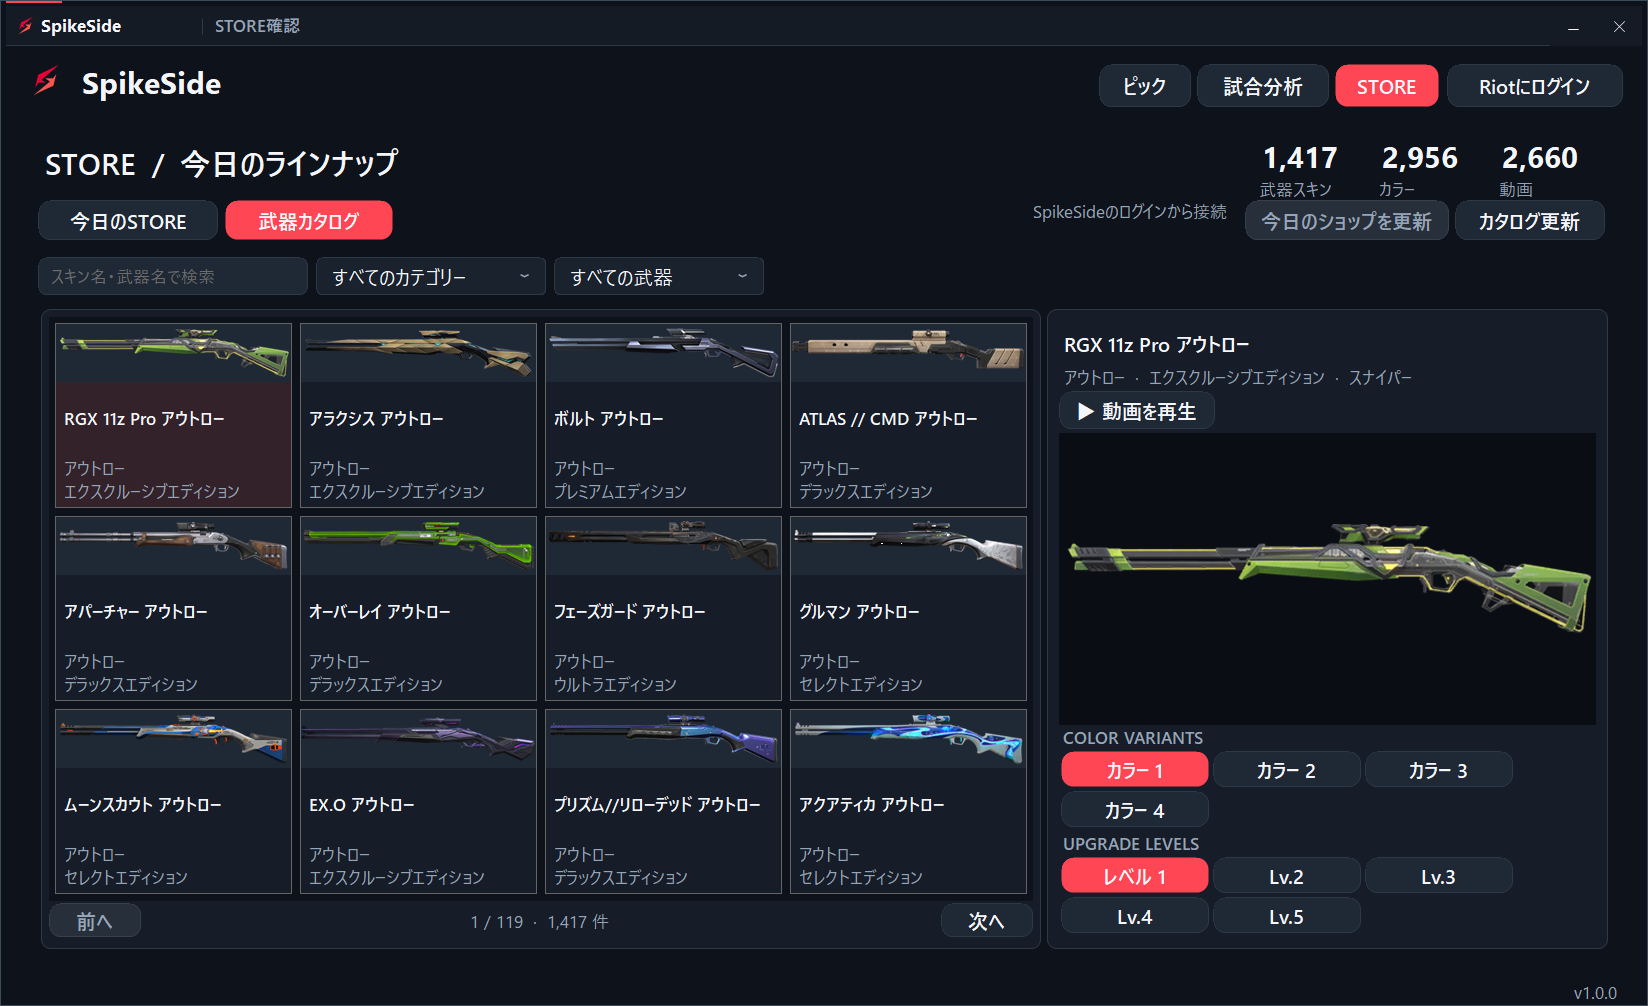 SpikeSide
STORE確認
SpikeSide
ピック
試合分析
STORE
Riotにログイン
STORE / 今日のラインナップ
1,417
武器スキン
2,956
カラー
2,660
動画
今日のSTORE
武器カタログ
SpikeSideのログインから接続
今日のショップを更新
カタログ更新
スキン名・武器名で検索
すべてのカテゴリー
すべての武器
RGX 11z Pro アウトロー
アウトロー
エクスクルーシブエディション
アラクシス アウトロー
アウトロー
エクスクルーシブエディション
ボルト アウトロー
アウトロー
プレミアムエディション
ATLAS // CMD アウトロー
アウトロー
デラックスエディション
アパーチャー アウトロー
アウトロー
デラックスエディション
オーバーレイ アウトロー
アウトロー
デラックスエディション
フェーズガード アウトロー
アウトロー
ウルトラエディション
グルマン アウトロー
アウトロー
セレクトエディション
ムーンスカウト アウトロー
アウトロー
セレクトエディション
EX.O アウトロー
アウトロー
エクスクルーシブエディション
プリズム//リローデッド アウトロー
アウトロー
デラックスエディション
アクアティカ アウトロー
アウトロー
セレクトエディション
前へ
1 / 119 · 1,417 件
次へ
RGX 11z Pro アウトロー
アウトロー · エクスクルーシブエディション · スナイパー
▶ 動画を再生
COLOR VARIANTS
カラー 1
カラー 2
カラー 3
カラー 4
UPGRADE LEVELS
レベル 1
Lv.2
Lv.3
Lv.4
Lv.5
v1.0.0